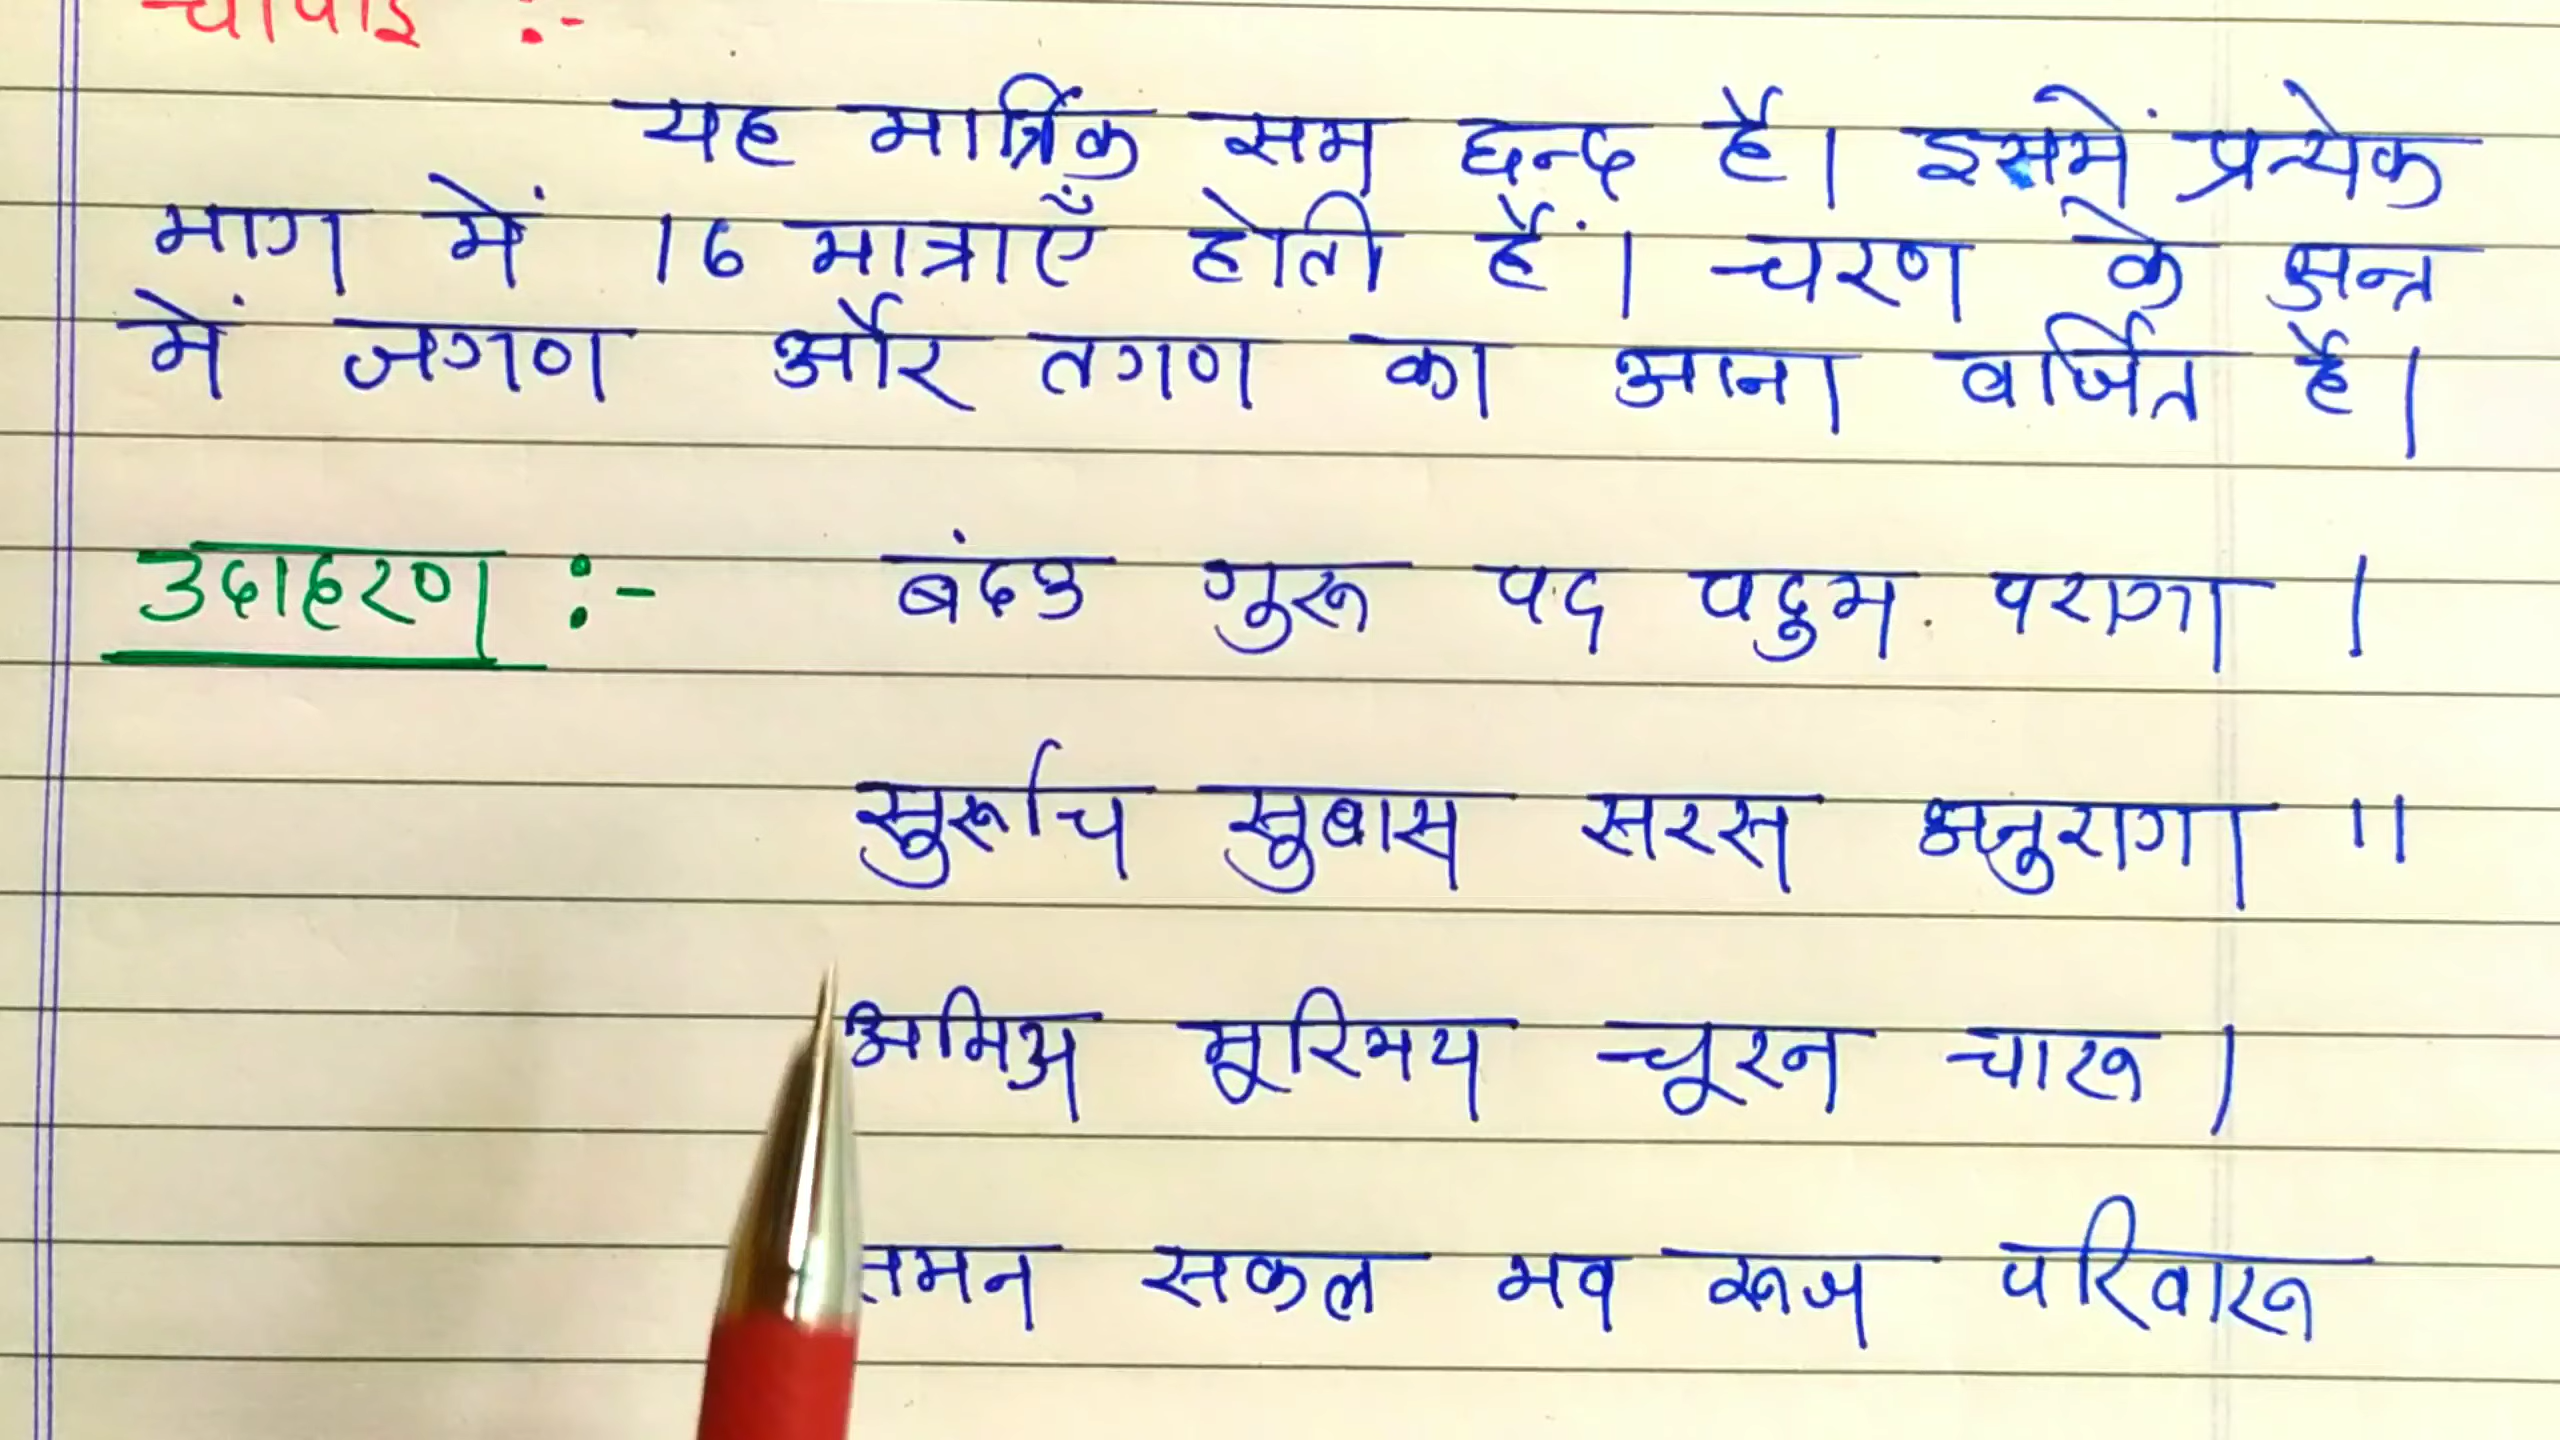 चौपाई :-
यह मात्रिक सम छन्द है। इसमें प्रत्येक
भाग में 16 मात्राएँ होती हैं। चरण के अन्त
में जगण और तगण का आना वर्जित है।
उदाहरण :- बंदउ गुरू पद पदुम परागा ।
सुरूचि सुबास सरस अनुरागा ॥
अमिअ मूरिमय चूरन चारू ।
समन सकल भव रूज परिवारू